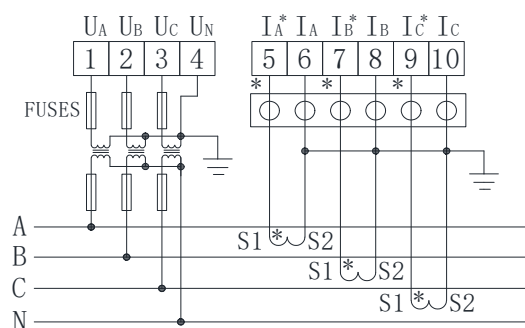 UA UB UC UN IA* IA IB* IB IC* IC
1 2 3 4 5 6 7 8 9 10
* * *
FUSES
A
S1 * S2
B
S1 * S2
C
S1 * S2
N